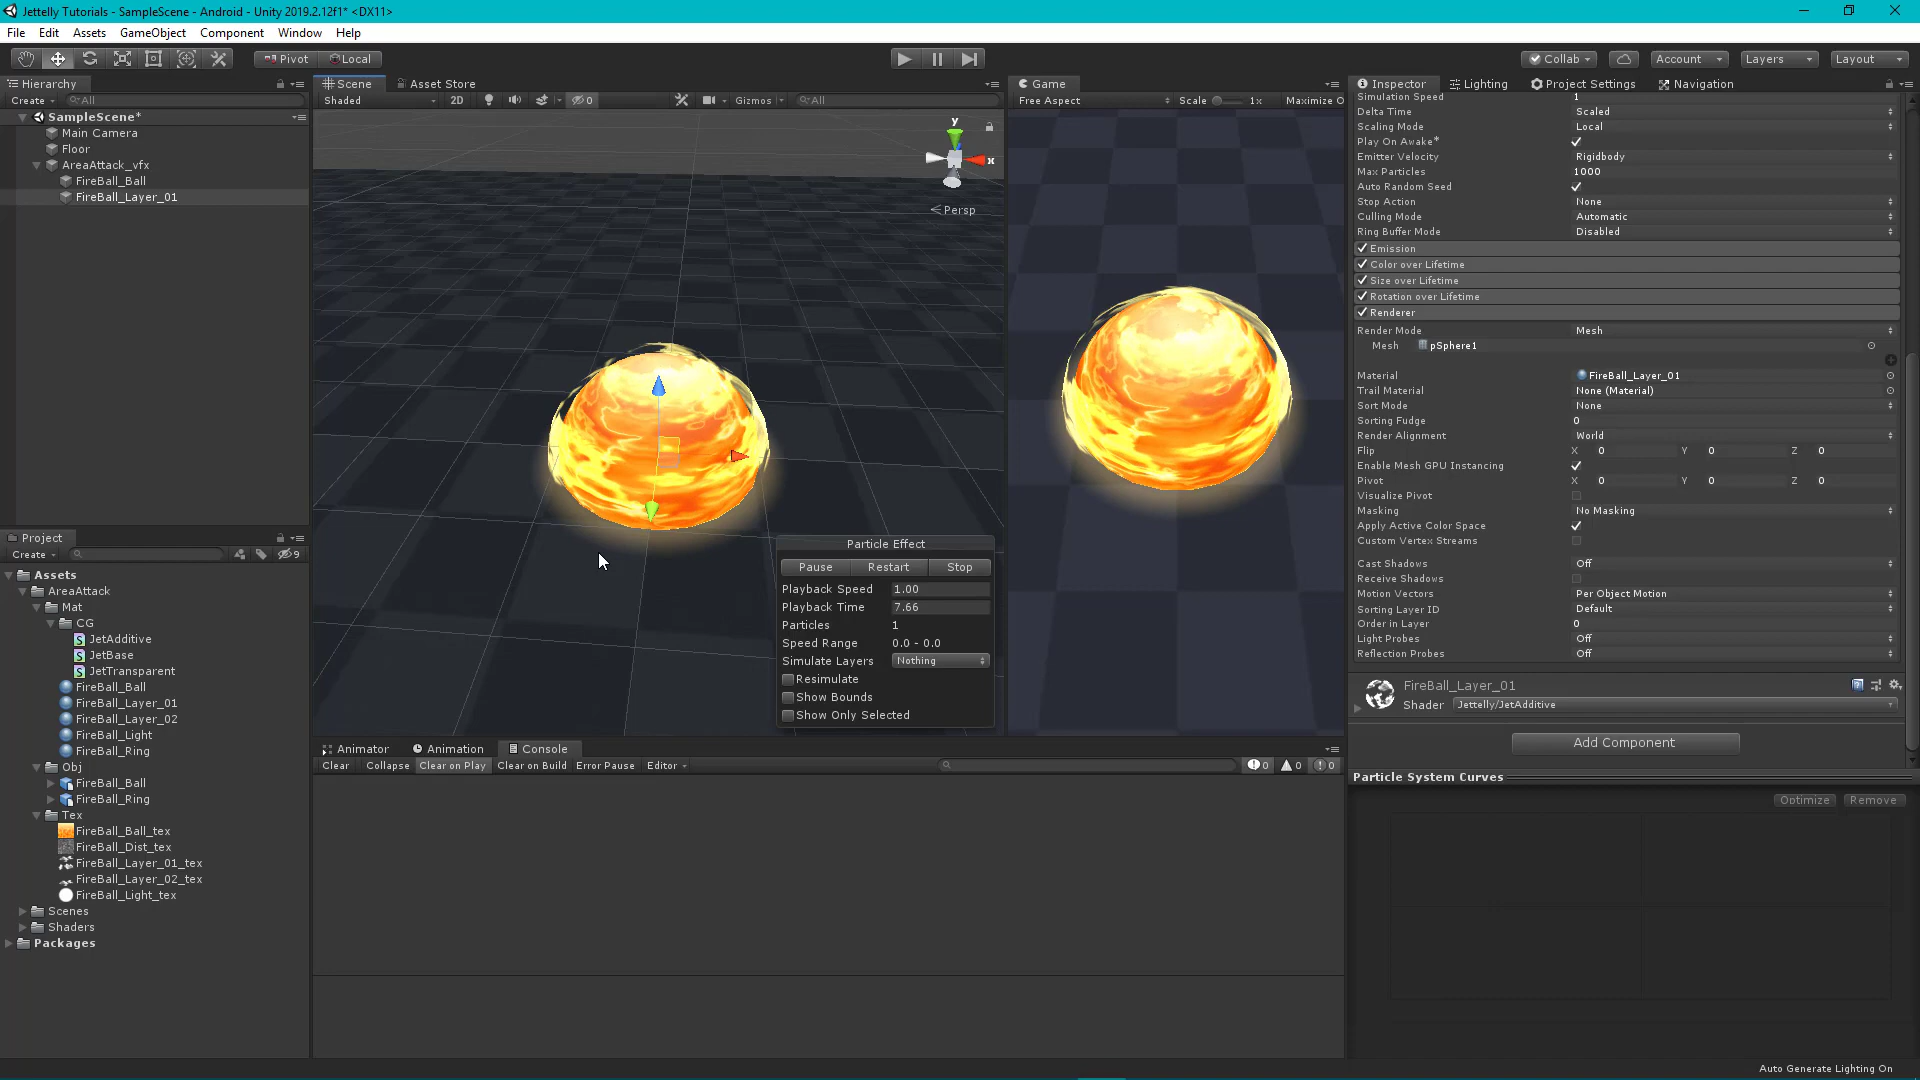 Jettelly Tutorials - SampleScene - Android - Unity 2019.2.12f1* <DX11>
File Edit Assets GameObject Component Window Help
Pivot Local
Collab Account Layers Layout
Hierarchy
Create All
SampleScene*
Main Camera
Floor
AreaAttack_vfx
FireBall_Ball
FireBall_Layer_01
Scene Asset Store
Shaded 2D 0 Gizmos All
y
x
Persp
Particle Effect
Pause Restart Stop
Playback Speed 1.00
Playback Time 7.66
Particles 1
Speed Range 0.0 - 0.0
Simulate Layers Nothing
Resimulate
Show Bounds
Show Only Selected
Game
Free Aspect Scale 1x Maximize O
Inspector Lighting Project Settings Navigation
Simulation Speed 1
Delta Time Scaled
Scaling Mode Local
Play On Awake*
Emitter Velocity Rigidbody
Max Particles 1000
Auto Random Seed
Stop Action None
Culling Mode Automatic
Ring Buffer Mode Disabled
Emission
Color over Lifetime
Size over Lifetime
Rotation over Lifetime
Renderer
Render Mode Mesh
Mesh pSphere1
Material FireBall_Layer_01
Trail Material None (Material)
Sort Mode None
Sorting Fudge 0
Render Alignment World
Flip X 0 Y 0 Z 0
Enable Mesh GPU Instancing
Pivot X 0 Y 0 Z 0
Visualize Pivot
Masking No Masking
Apply Active Color Space
Custom Vertex Streams
Cast Shadows Off
Receive Shadows
Motion Vectors Per Object Motion
Sorting Layer ID Default
Order in Layer 0
Light Probes Off
Reflection Probes Off
FireBall_Layer_01
Shader Jettelly/JetAdditive
Add Component
Particle System Curves
Optimize Remove
Project
Create 9
Assets
AreaAttack
Mat
CG
JetAdditive
JetBase
JetTransparent
FireBall_Ball
FireBall_Layer_01
FireBall_Layer_02
FireBall_Light
FireBall_Ring
Obj
FireBall_Ball
FireBall_Ring
Tex
FireBall_Ball_tex
FireBall_Dist_tex
FireBall_Layer_01_tex
FireBall_Layer_02_tex
FireBall_Light_tex
Scenes
Shaders
Packages
Animator Animation Console
Clear Collapse Clear on Play Clear on Build Error Pause Editor 0 0 0
Auto Generate Lighting On